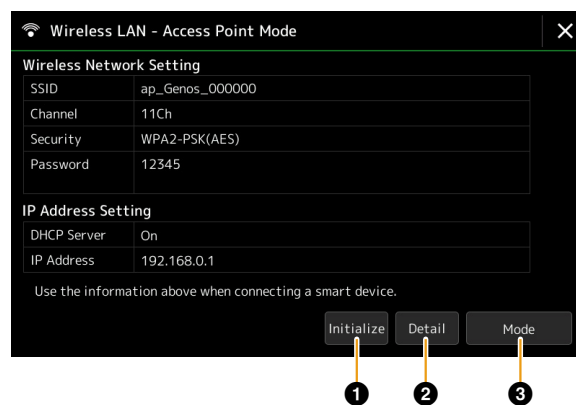 Wireless LAN - Access Point Mode
Wireless Network Setting
SSID ap_Genos_000000
Channel 11Ch
Security WPA2-PSK(AES)
Password 12345
IP Address Setting
DHCP Server On
IP Address 192.168.0.1
Use the information above when connecting a smart device.
Initialize Detail Mode
1 2 3